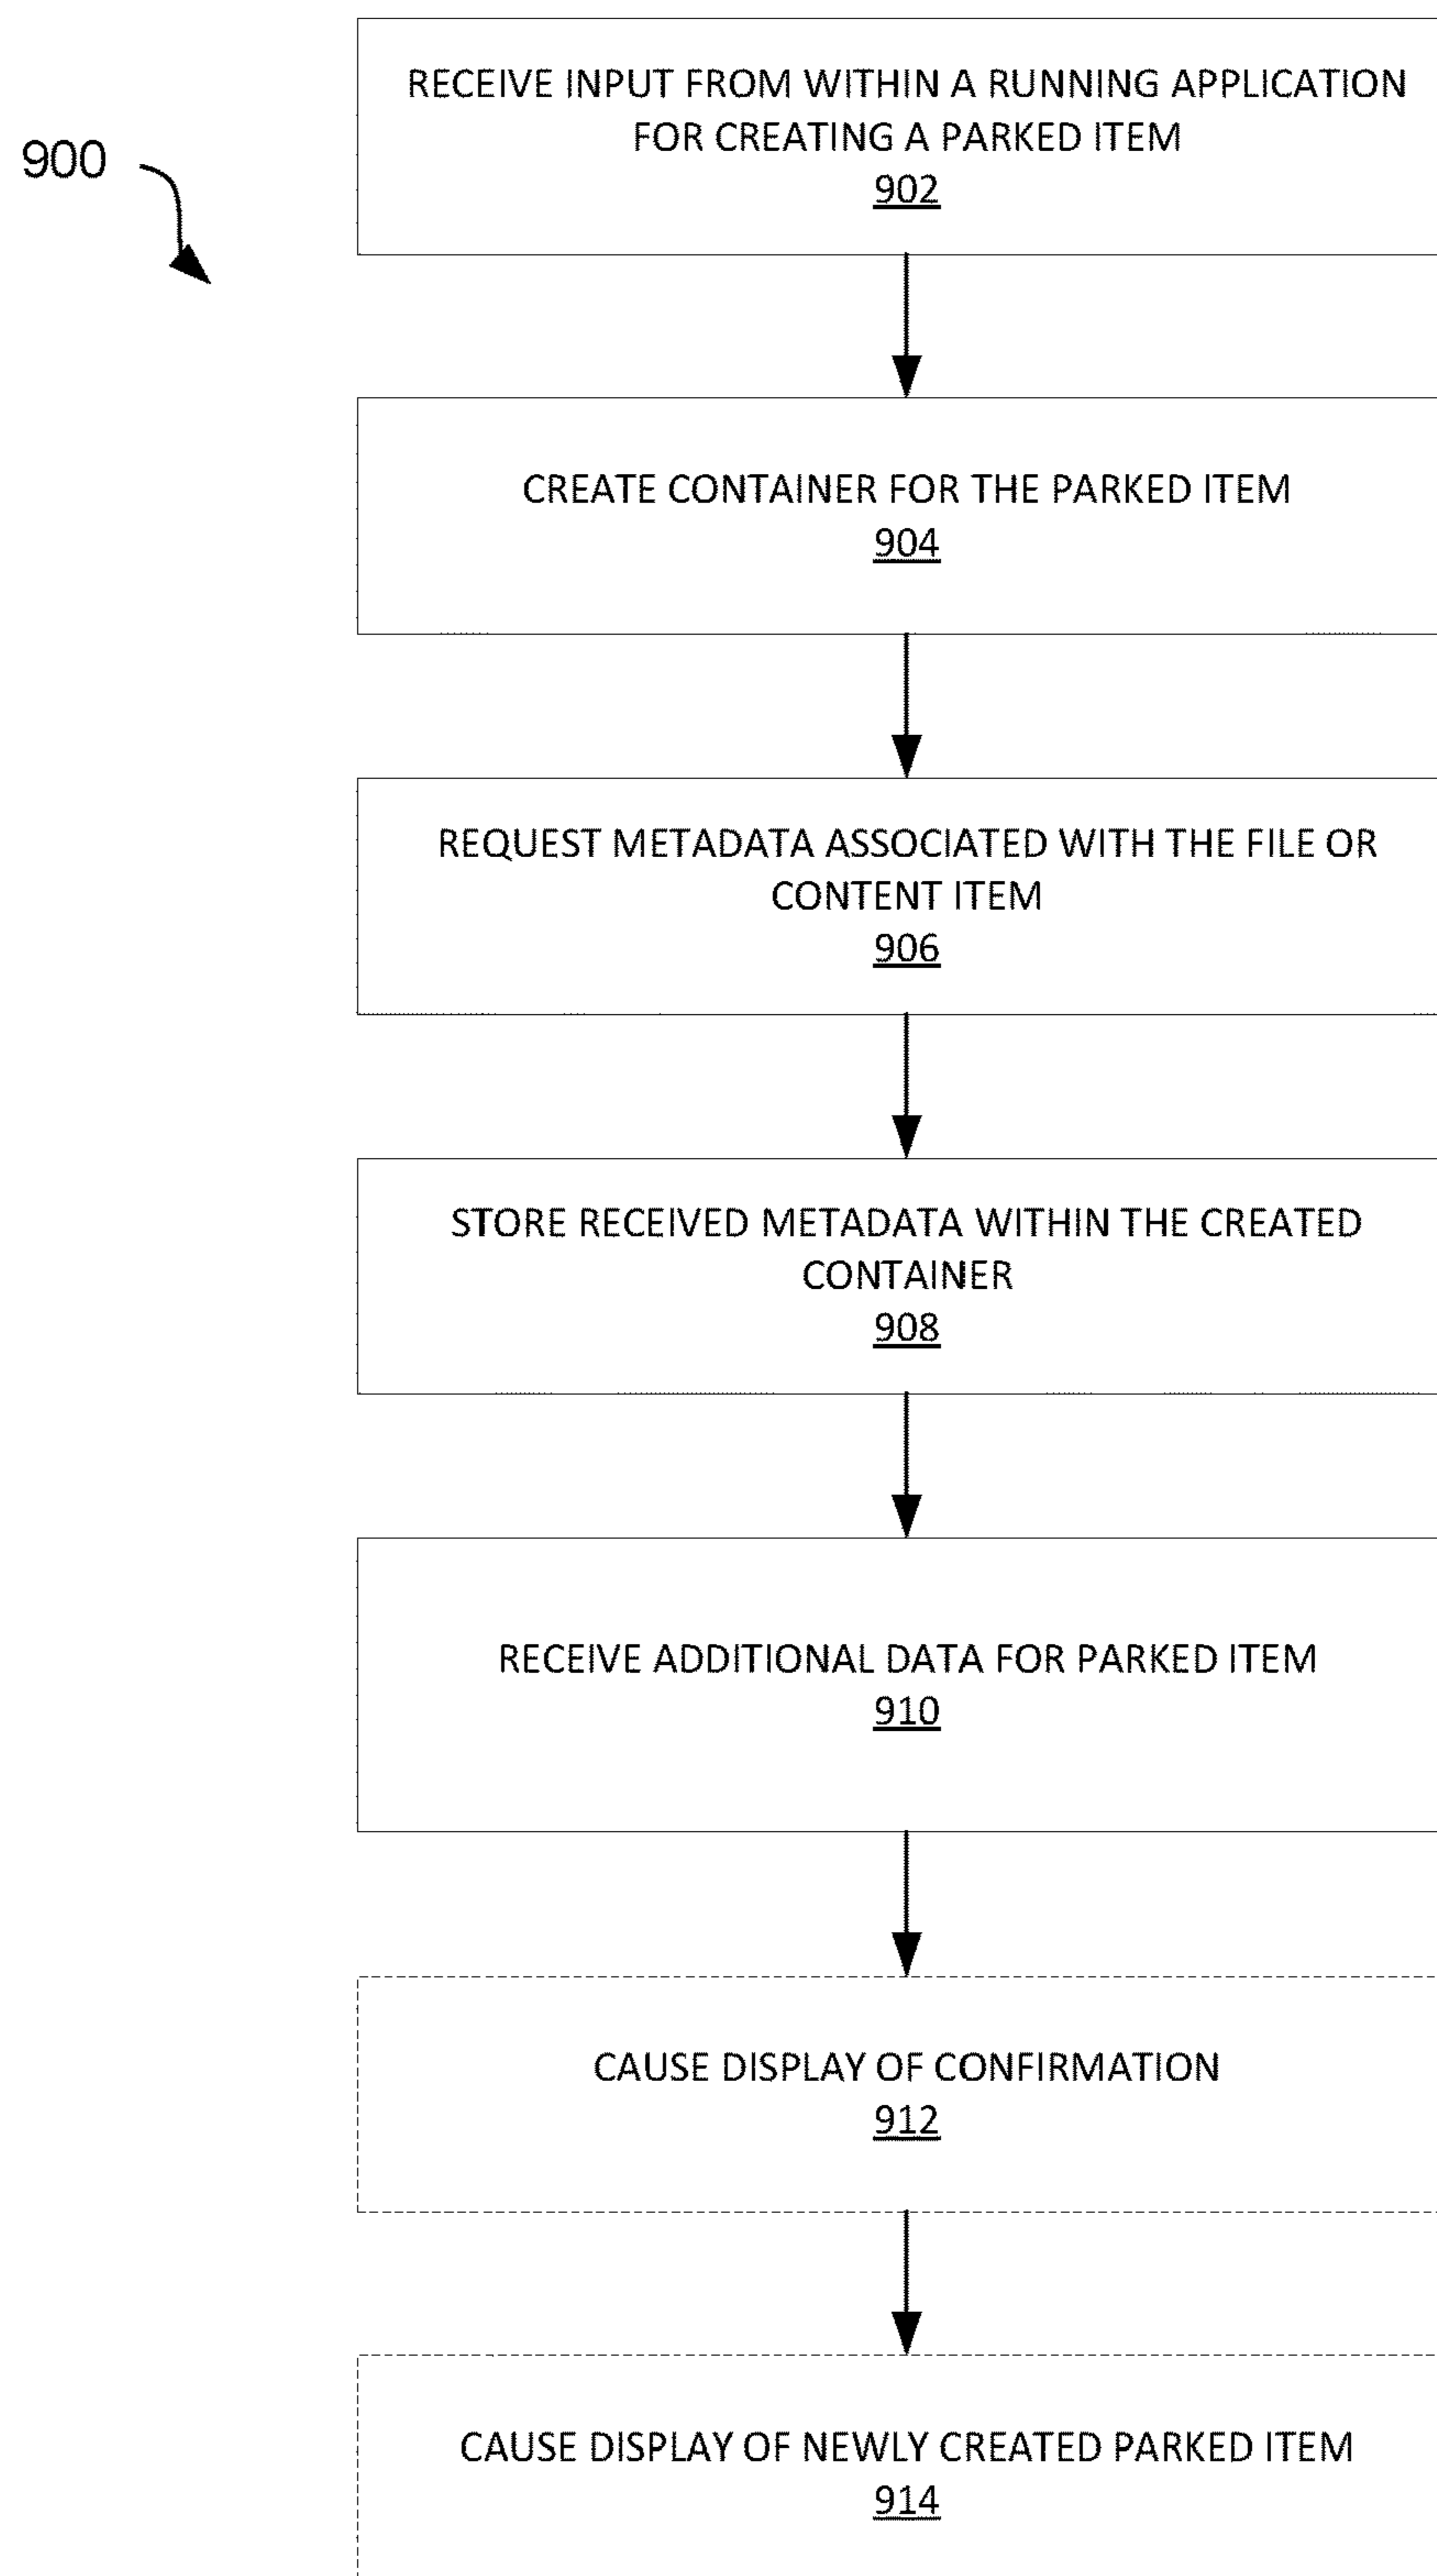 RECEIVE INPUT FROM WITHIN A RUNNING APPLICATION
FOR CREATING A PARKED ITEM
902
900
CREATE CONTAINER FOR THE PARKED ITEM
904
REQUEST METADATA ASSOCIATED WITH THE FILE OR
CONTENT ITEM
906
STORE RECEIVED METADATA WITHIN THE CREATED
CONTAINER
908
RECEIVE ADDITIONAL DATA FOR PARKED ITEM
910
CAUSE DISPLAY OF CONFIRMATION
912
CAUSE DISPLAY OF NEWLY CREATED PARKED ITEM
914